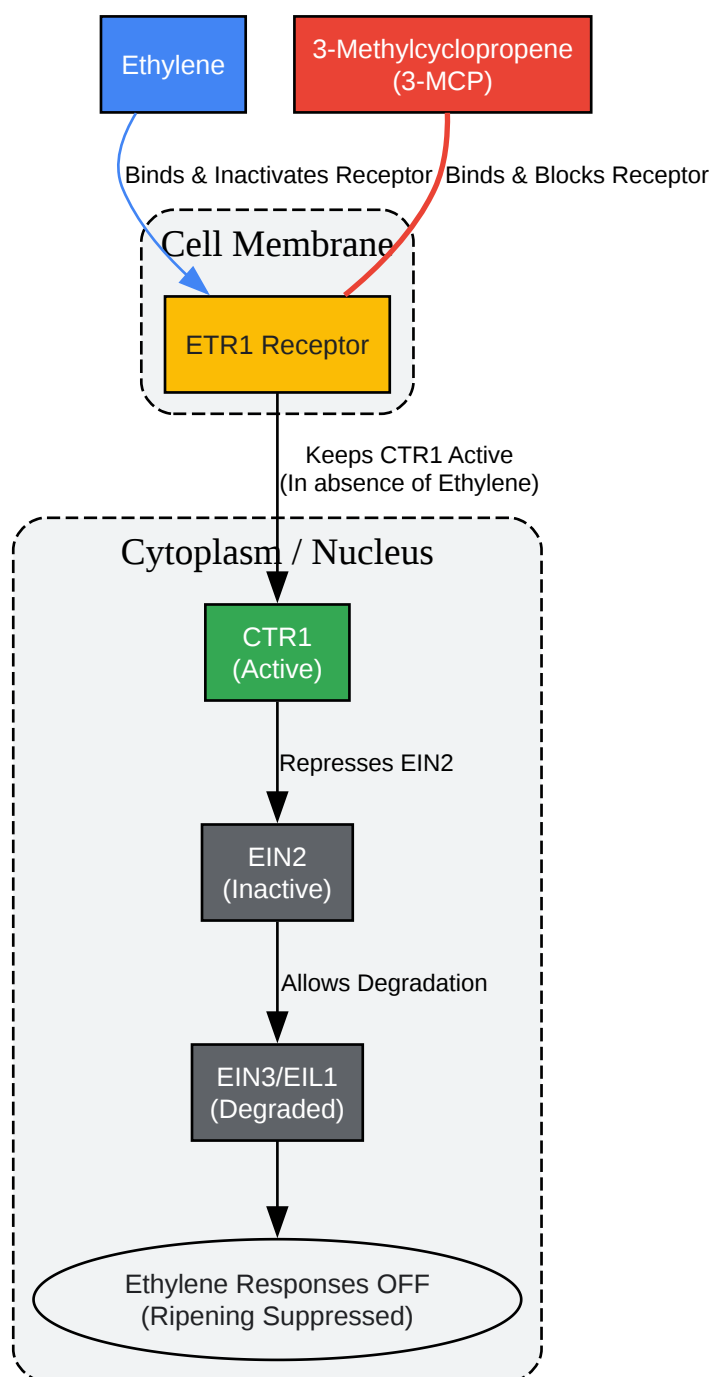 Ethylene
3-Methylcyclopropene
(3-MCP)
Binds & Inactivates Receptor
Binds & Blocks Receptor
Cell Membrane
ETR1 Receptor
Keeps CTR1 Active
(In absence of Ethylene)
Cytoplasm / Nucleus
CTR1
(Active)
Represses EIN2
EIN2
(Inactive)
Allows Degradation
EIN3/EIL1
(Degraded)
Ethylene Responses OFF
(Ripening Suppressed)